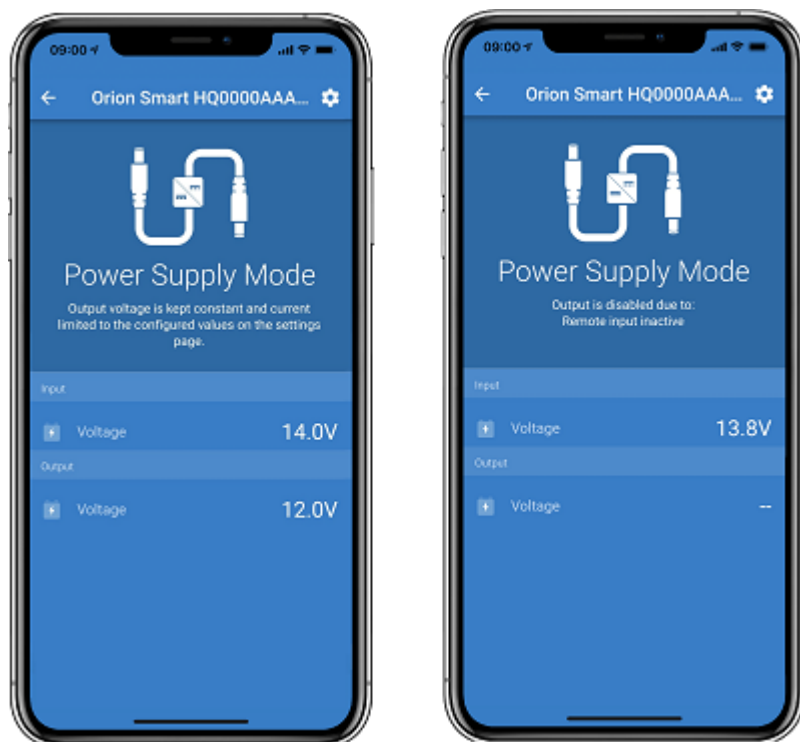 09:00
Orion Smart HQ0000AAA...
Power Supply Mode
Output voltage is kept constant and current
limited to the configured values on the settings
page.
Input
Voltage 14.0V
Output
Voltage 12.0V
09:00
Orion Smart HQ0000AAA...
Power Supply Mode
Output is disabled due to:
Remote input inactive
Input
Voltage 13.8V
Output
Voltage --